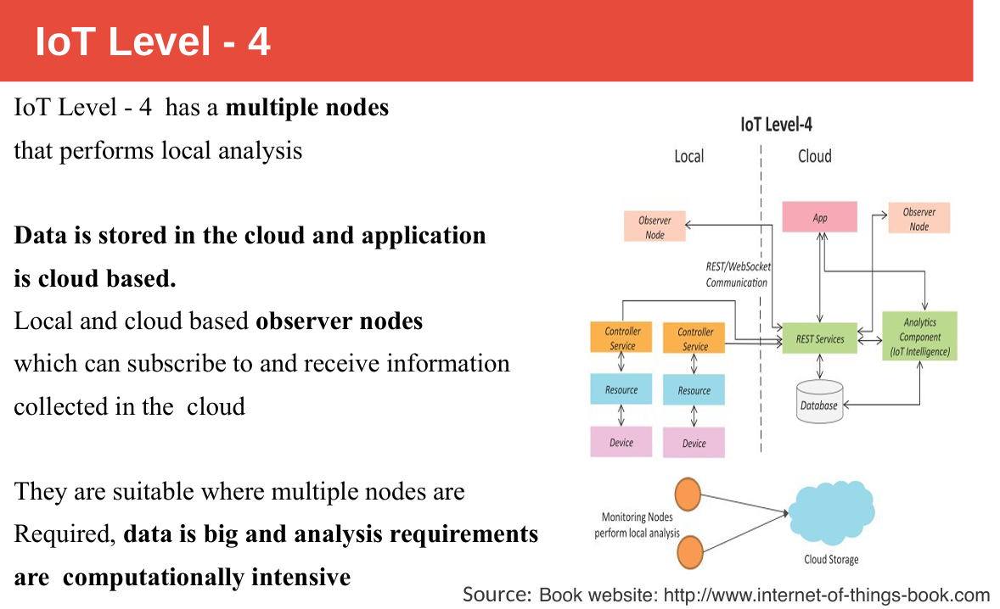 IoT Level - 4
IoT Level - 4 has a multiple nodes
that performs local analysis
Data is stored in the cloud and application
is cloud based.
Local and cloud based observer nodes
which can subscribe to and receive information
collected in the cloud
They are suitable where multiple nodes are
Required, data is big and analysis requirements
are computationally intensive
IoT Level-4
Local
Cloud
Observer
Node
App
Observer
Node
REST/WebSocket
Communication
Controller
Service
Controller
Service
REST Services
Analytics
Component
(IoT Intelligence)
Resource
Resource
Database
Device
Device
Monitoring Nodes
perform local analysis
Cloud Storage
Source: Book website: http://www.internet-of-things-book.com